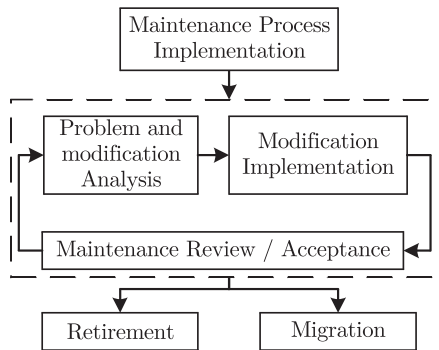 Maintenance Process
Implementation
Problem and
modification
Analysis
Modification
Implementation
Maintenance Review / Acceptance
Retirement
Migration